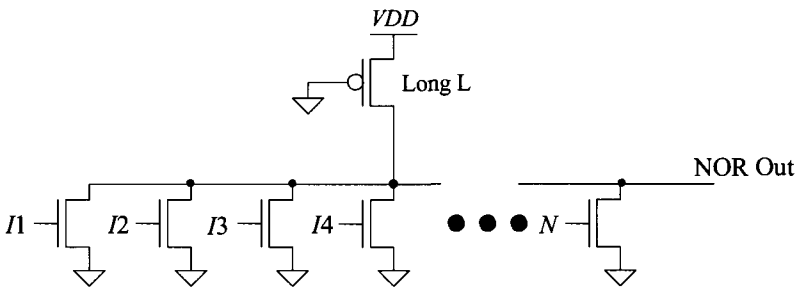 VDD
Long L
NOR Out
I1
I2
I3
I4
N